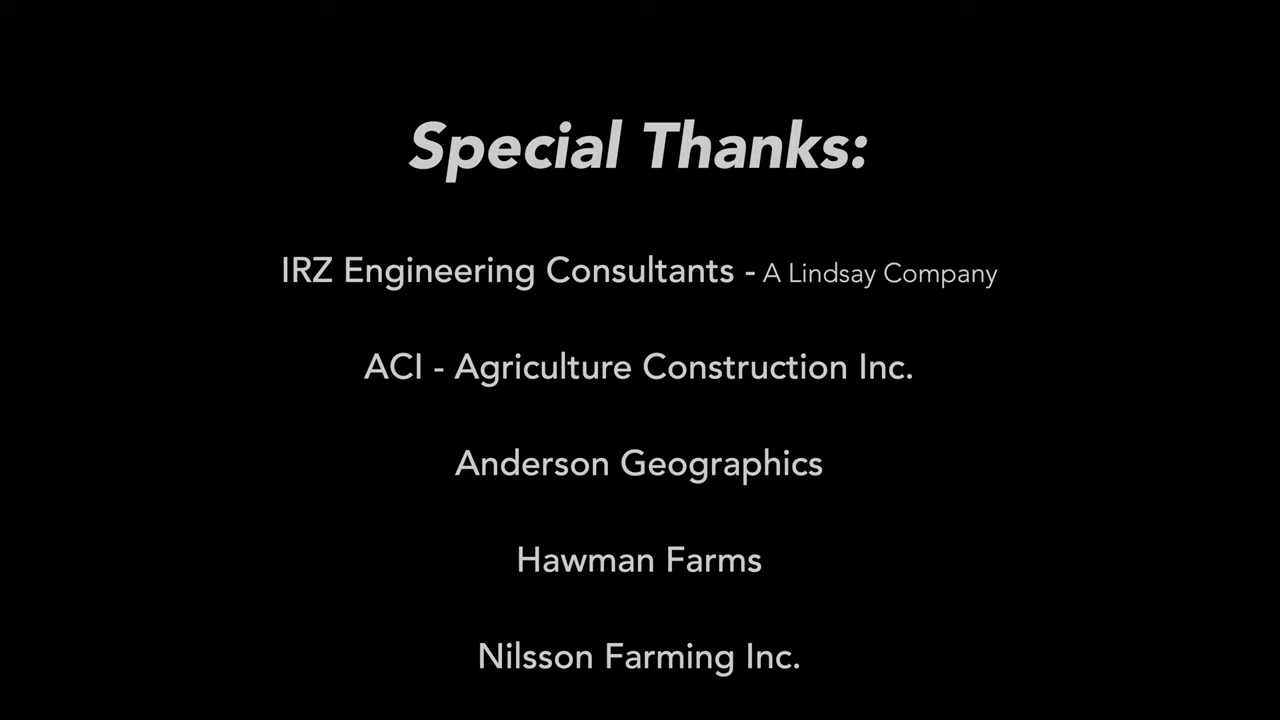 Special Thanks:
IRZ Engineering Consultants - A Lindsay Company
ACI - Agriculture Construction Inc.
Anderson Geographics
Hawman Farms
Nilsson Farming Inc.